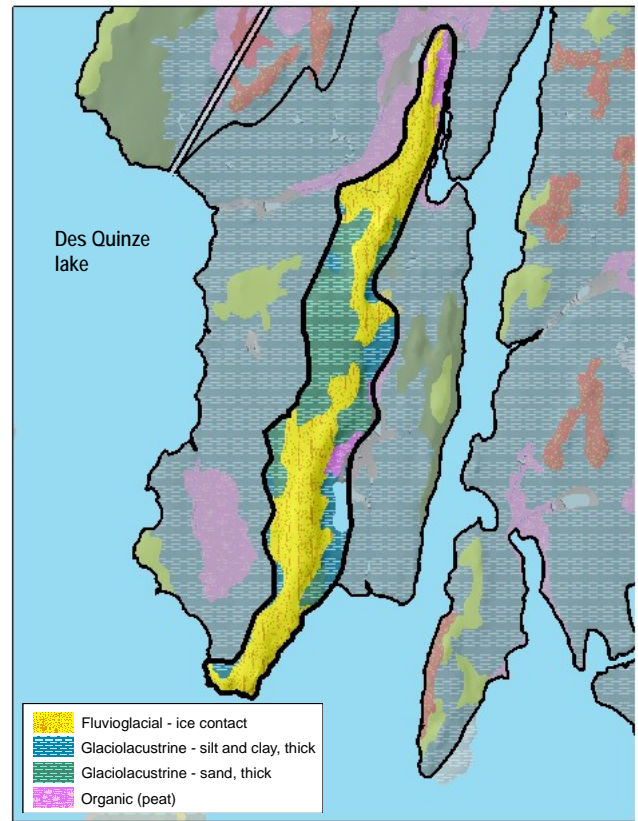 Des Quinze
lake
Fluvioglacial - ice contact
Glaciolacustrine - silt and clay, thick
Glaciolacustrine - sand, thick
Organic (peat)